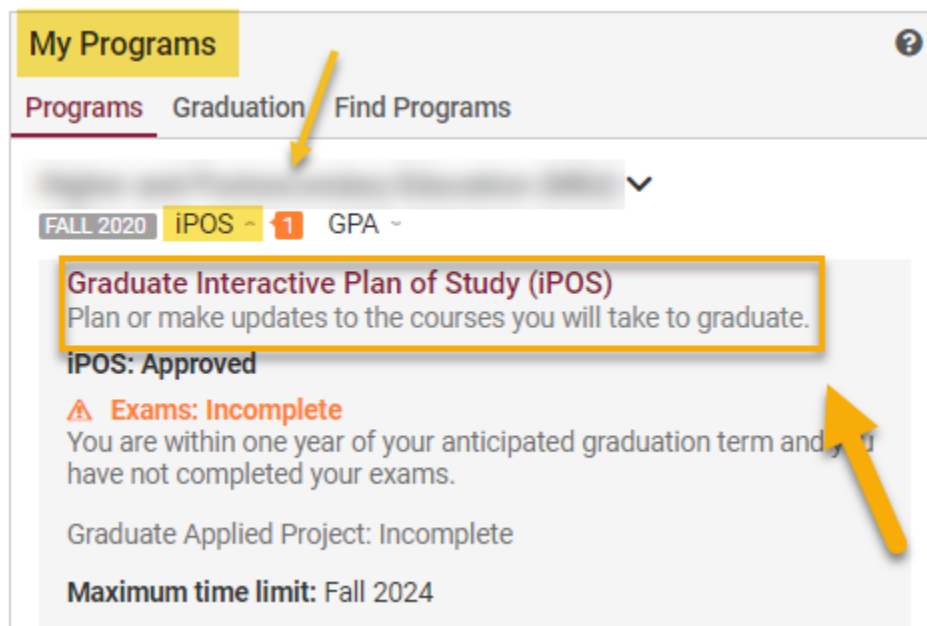 My Programs
Programs Graduation Find Programs
FALL 2020 iPOS 1 GPA
Graduate Interactive Plan of Study (iPOS)
Plan or make updates to the courses you will take to graduate.
iPOS: Approved
Exams: Incomplete
You are within one year of your anticipated graduation term and you
have not completed your exams.
Graduate Applied Project: Incomplete
Maximum time limit: Fall 2024